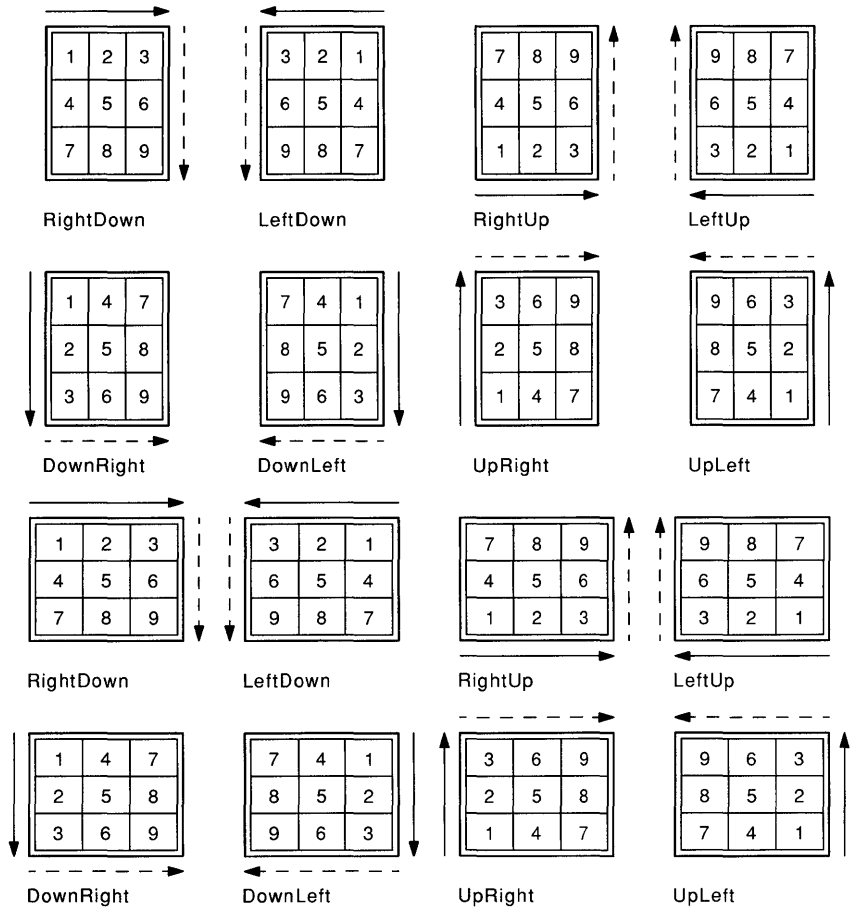 1 2 3 3 2 1 7 8 9 9 8 7
4 5 6 6 5 4 4 5 6 6 5 4
7 8 9 9 8 7 1 2 3 3 2 1
RightDown LeftDown RightUp LeftUp
1 4 7 7 4 1 3 6 9 9 6 3
2 5 8 8 5 2 2 5 8 8 5 2
3 6 9 9 6 3 1 4 7 7 4 1
DownRight DownLeft UpRight UpLeft
1 2 3 3 2 1 7 8 9 9 8 7
4 5 6 6 5 4 4 5 6 6 5 4
7 8 9 9 8 7 1 2 3 3 2 1
RightDown LeftDown RightUp LeftUp
1 4 7 7 4 1 3 6 9 9 6 3
2 5 8 8 5 2 2 5 8 8 5 2
3 6 9 9 6 3 1 4 7 7 4 1
DownRight DownLeft UpRight UpLeft